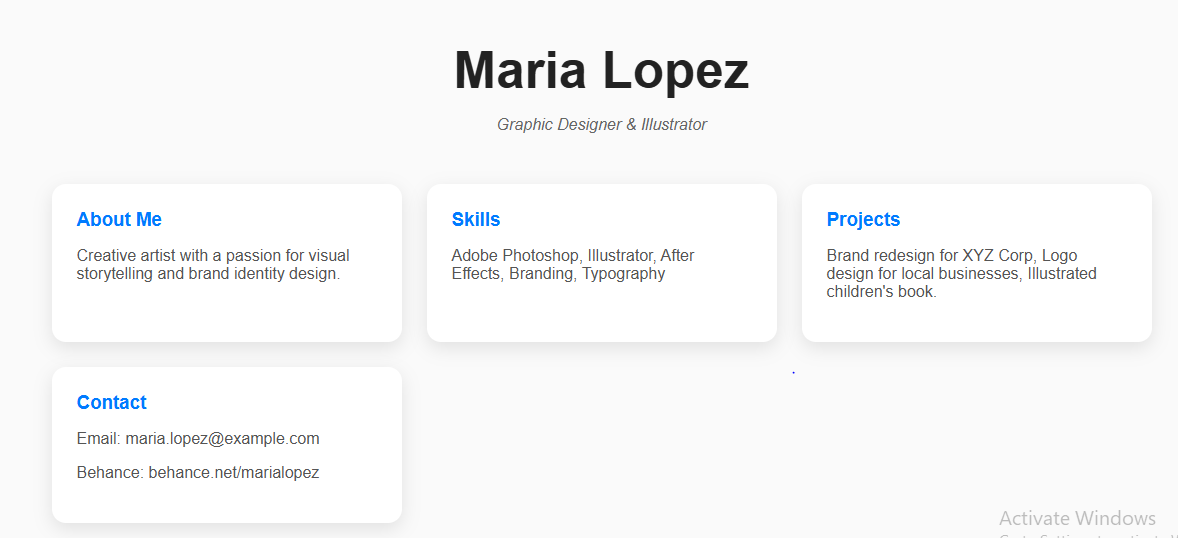 Maria Lopez
Graphic Designer & Illustrator
About Me
Creative artist with a passion for visual
storytelling and brand identity design.
Skills
Adobe Photoshop, Illustrator, After
Effects, Branding, Typography
Projects
Brand redesign for XYZ Corp, Logo
design for local businesses, Illustrated
children's book.
Contact
Email: maria.lopez@example.com
Behance: behance.net/marialopez
Activate Windows